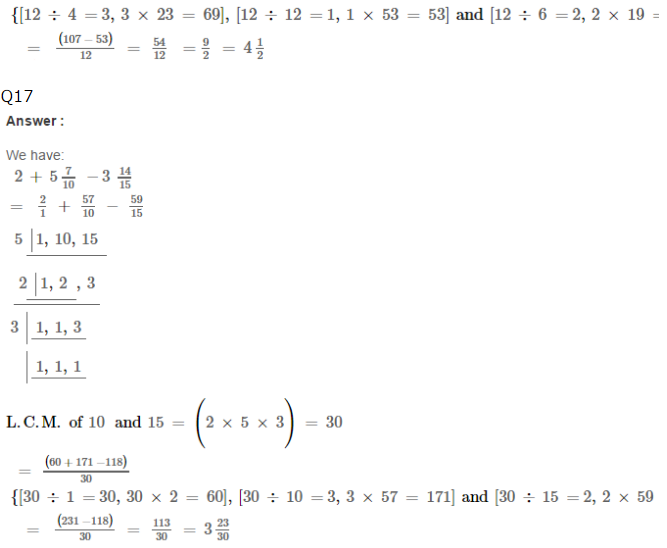 {[12 ÷ 4 = 3, 3 × 23 = 69], [12 ÷ 12 = 1, 1 × 53 = 53] and [12 ÷ 6 = 2, 2 × 19 =
= (107 – 53)/12 = 54/12 = 9/2 = 4 1/2
Q17
Answer :
We have:
2 + 5 7/10 – 3 14/15
= 2/1 + 57/10 – 59/15
5 | 1, 10, 15
2 | 1, 2 , 3
3 | 1, 1, 3
| 1, 1, 1
L.C.M. of 10 and 15 = (2 × 5 × 3) = 30
= (60 + 171 –118)/30
{[30 ÷ 1 = 30, 30 × 2 = 60], [30 ÷ 10 = 3, 3 × 57 = 171] and [30 ÷ 15 = 2, 2 × 59
= (231 –118)/30 = 113/30 = 3 23/30